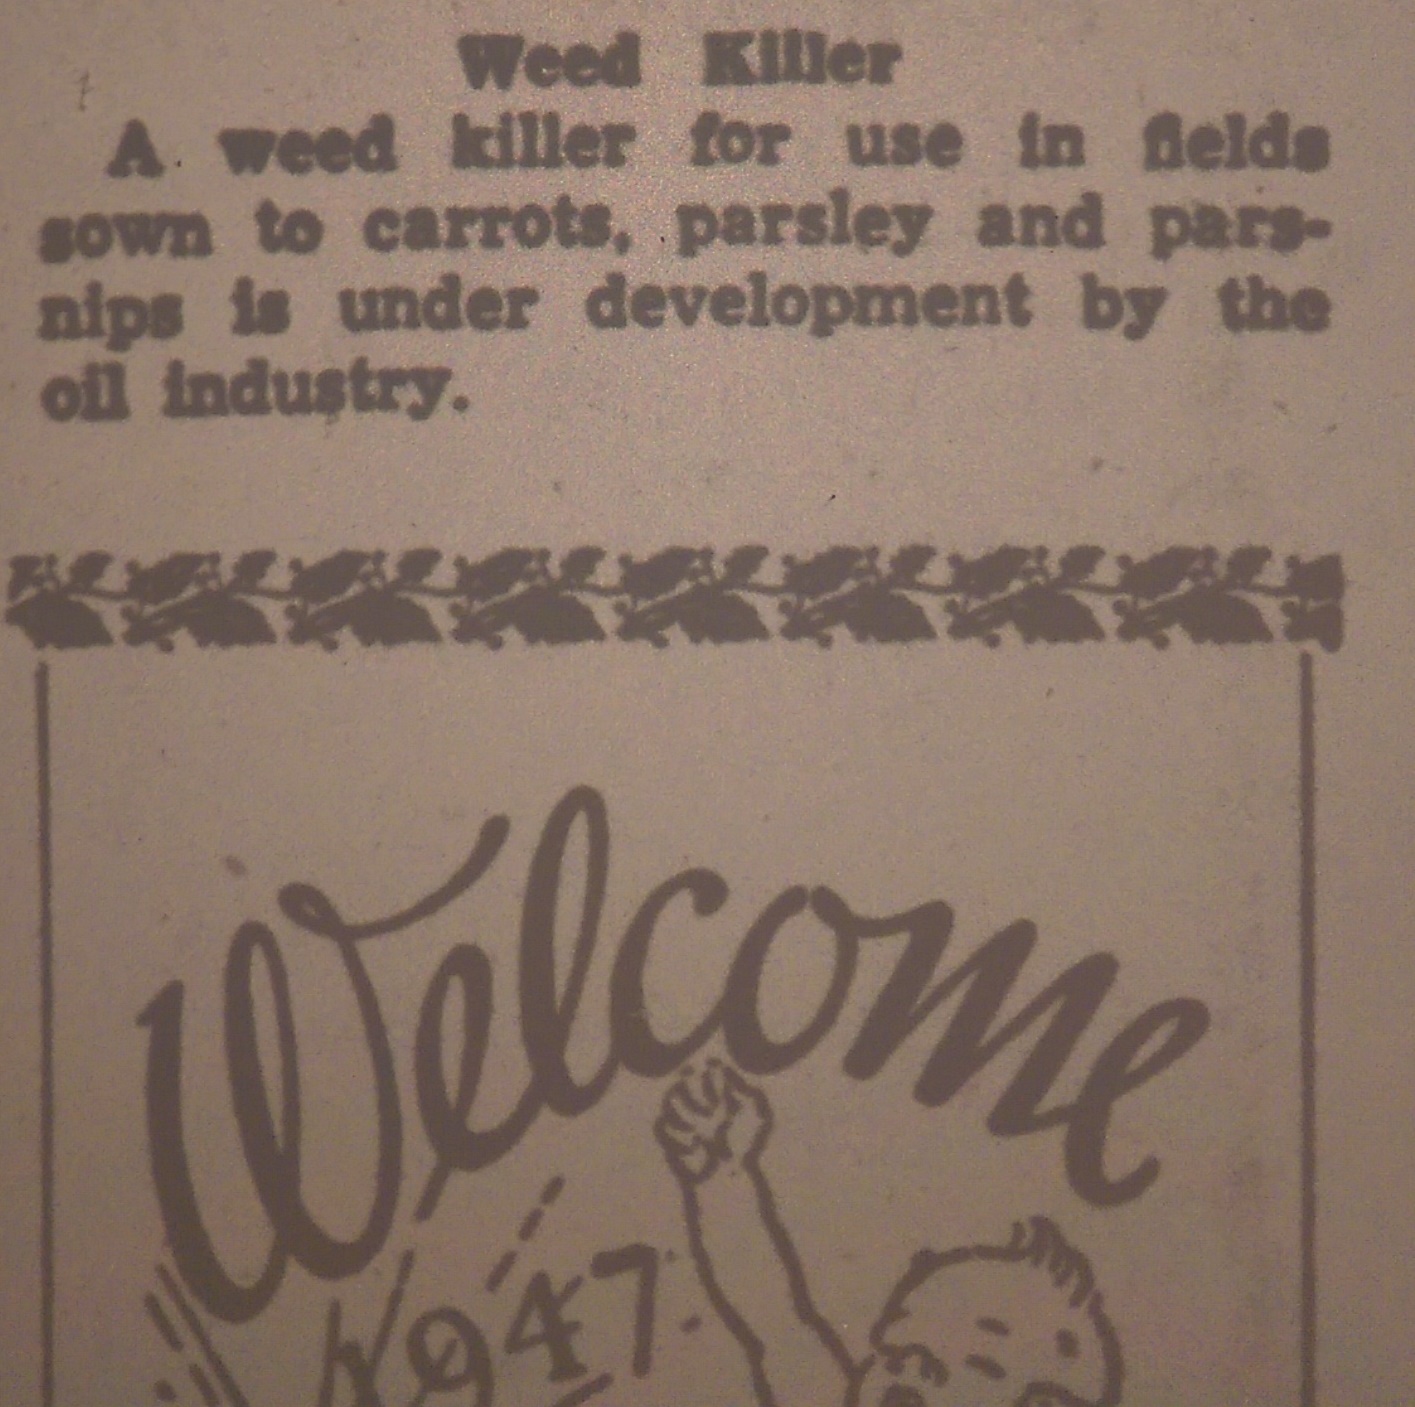 Weed Killer
A weed killer for use in fields
sown to carrots, parsley and pars-
nips is under development by the
oil industry.
Welcome
1947